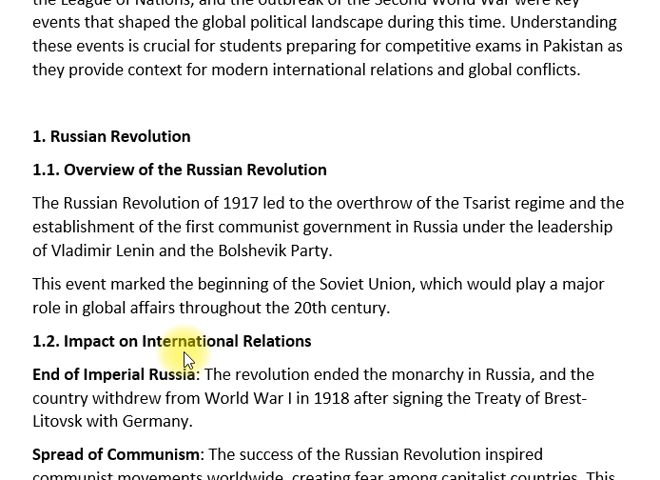 the League of Nations, and the outbreak of the Second World War were key
events that shaped the global political landscape during this time. Understanding
these events is crucial for students preparing for competitive exams in Pakistan as
they provide context for modern international relations and global conflicts.
1. Russian Revolution
1.1. Overview of the Russian Revolution
The Russian Revolution of 1917 led to the overthrow of the Tsarist regime and the
establishment of the first communist government in Russia under the leadership
of Vladimir Lenin and the Bolshevik Party.
This event marked the beginning of the Soviet Union, which would play a major
role in global affairs throughout the 20th century.
1.2. Impact on International Relations
End of Imperial Russia: The revolution ended the monarchy in Russia, and the
country withdrew from World War I in 1918 after signing the Treaty of Brest-
Litovsk with Germany.
Spread of Communism: The success of the Russian Revolution inspired
communist movements worldwide, creating fear among capitalist countries. This